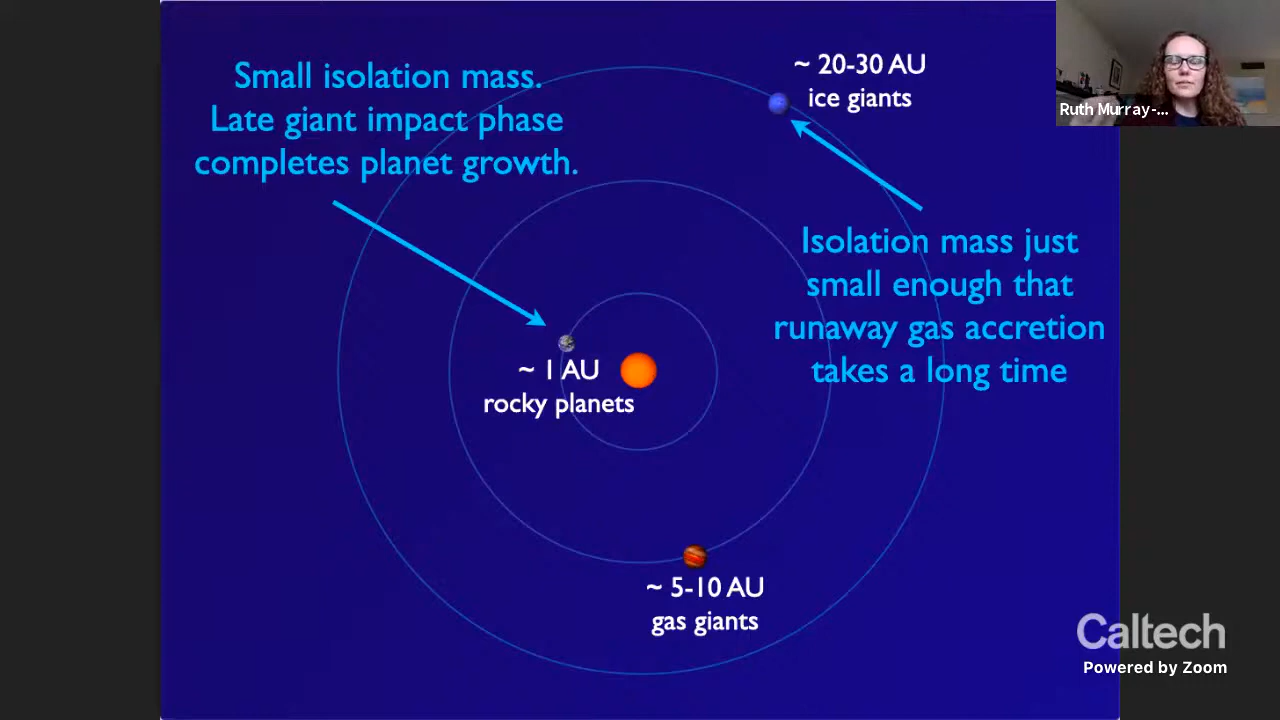 Small isolation mass.
Late giant impact phase
completes planet growth.
~ 20-30 AU
ice giants
Ruth Murray-...
Isolation mass just
small enough that
runaway gas accretion
takes a long time
~ 1 AU
rocky planets
~ 5-10 AU
gas giants
Caltech
Powered by Zoom